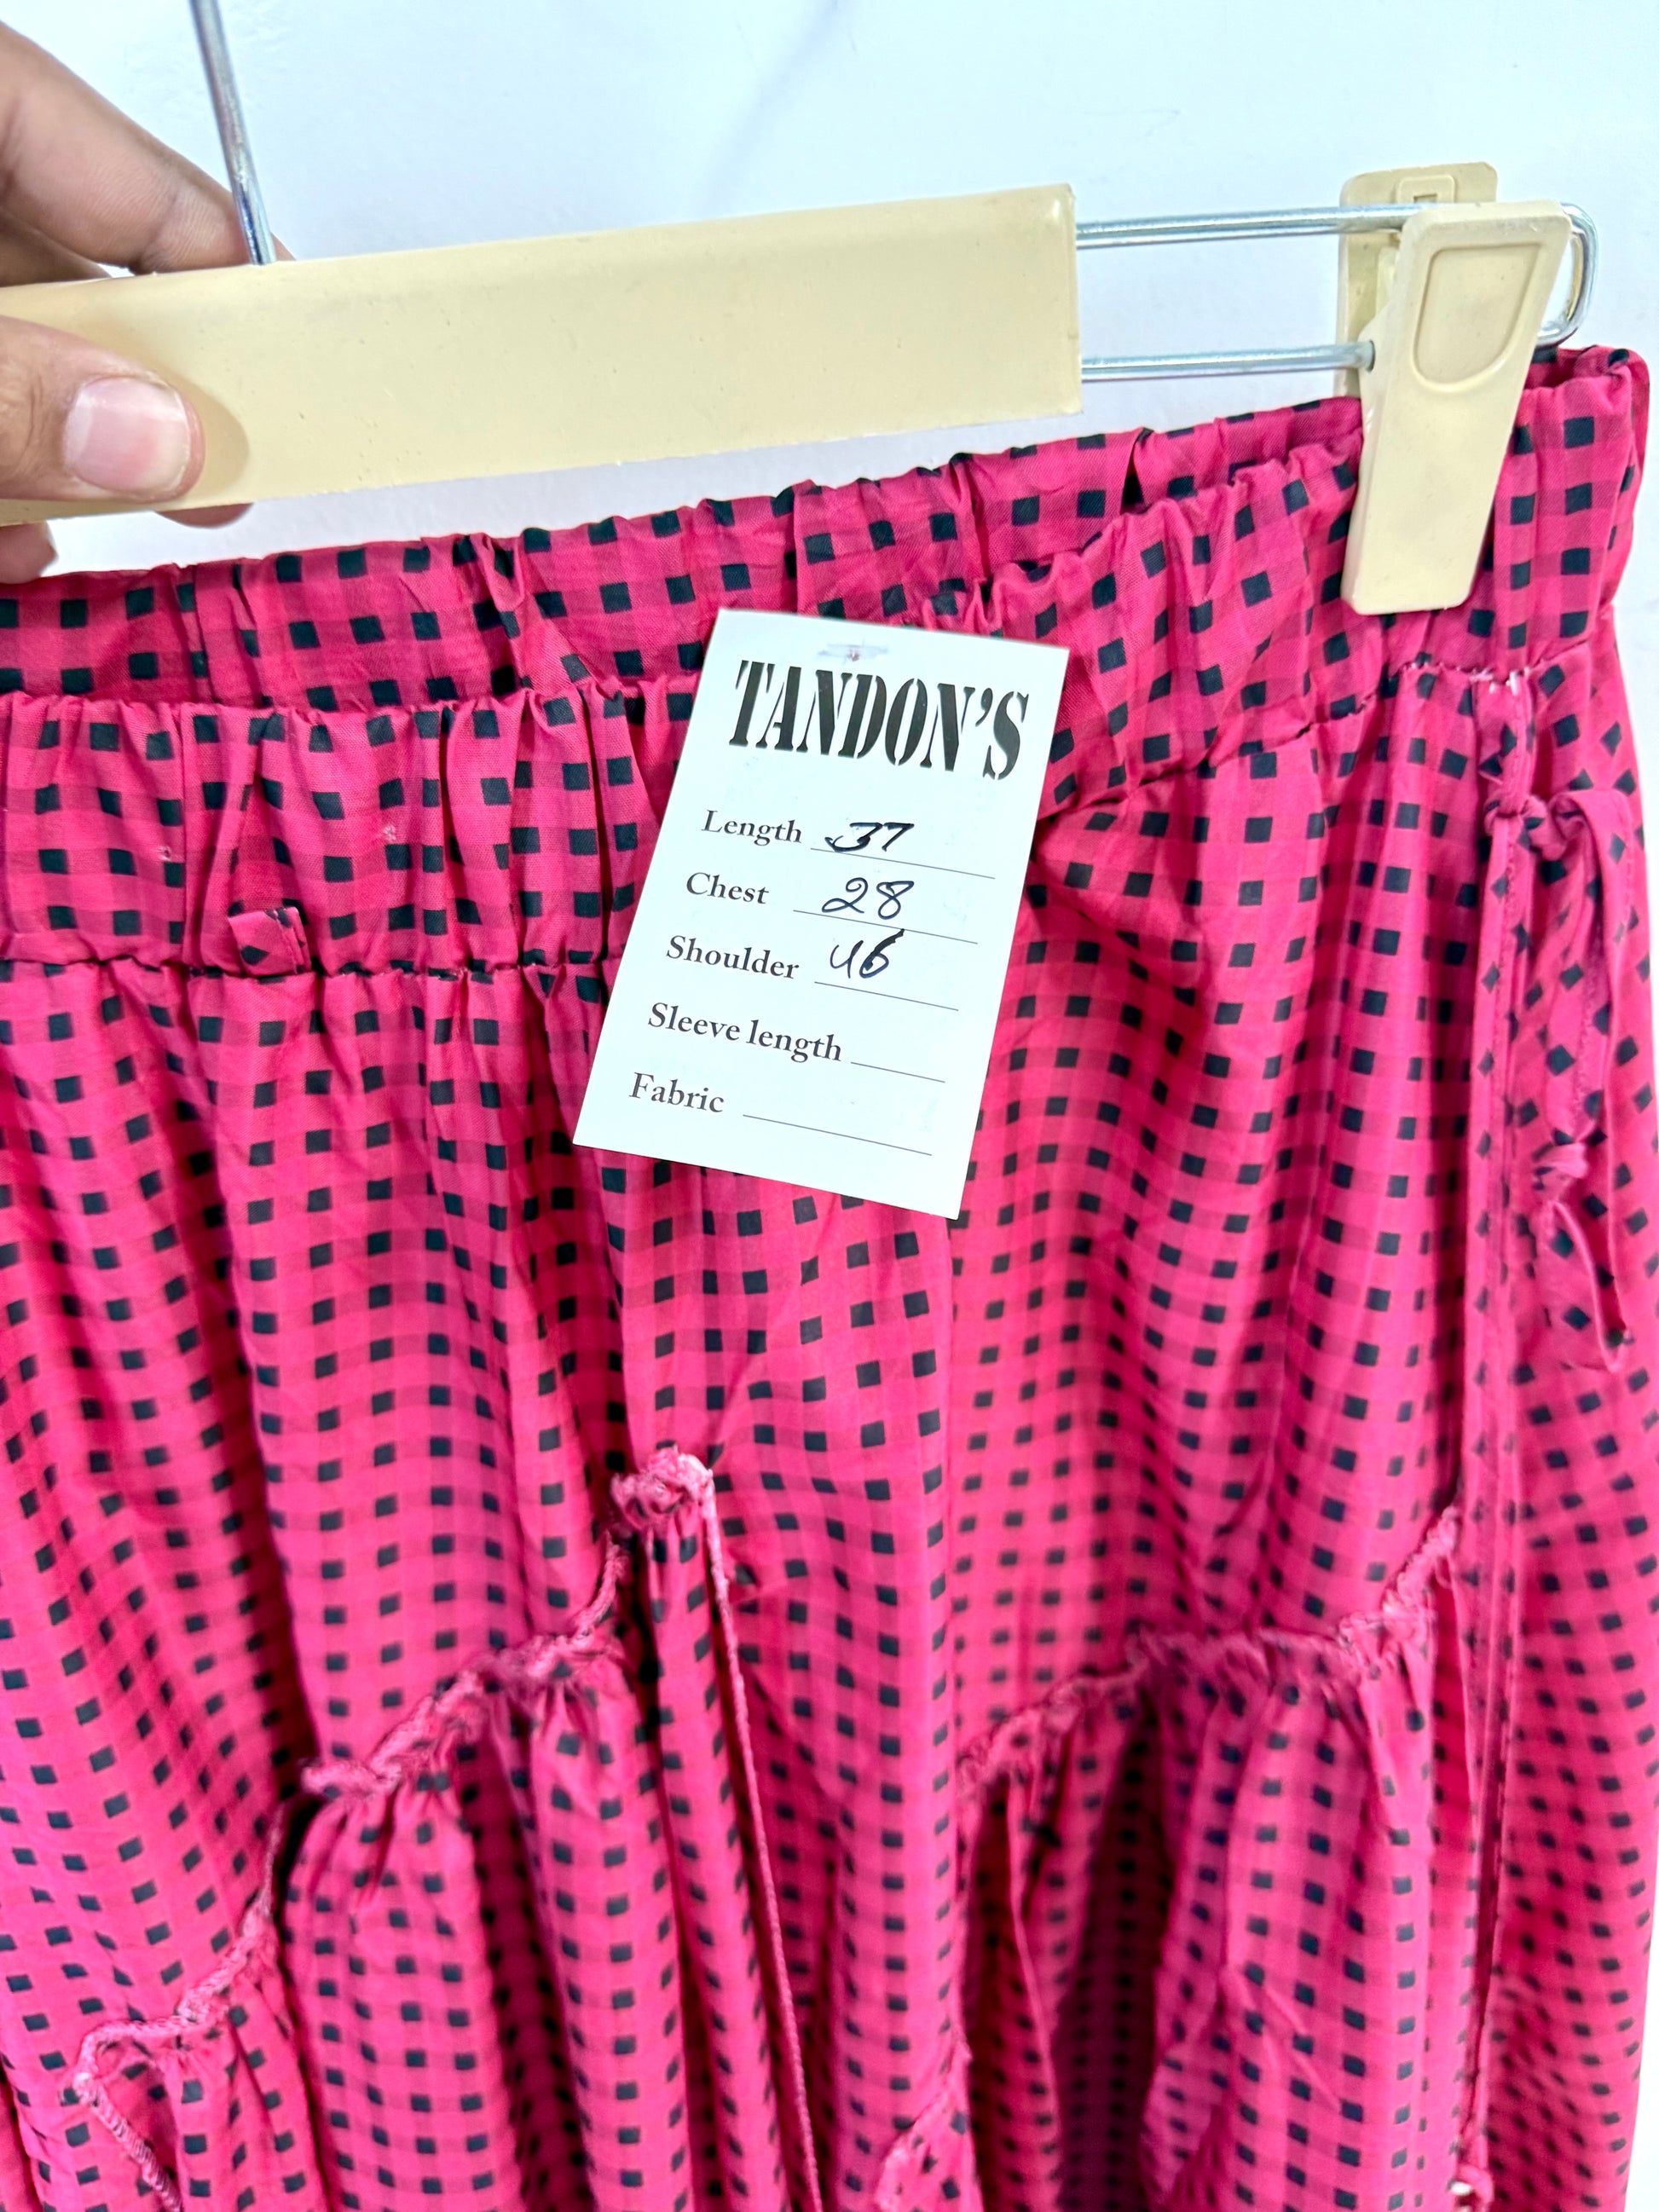 TANDON'S
Length 37
Chest 28
Shoulder 46
Sleeve length
Fabric